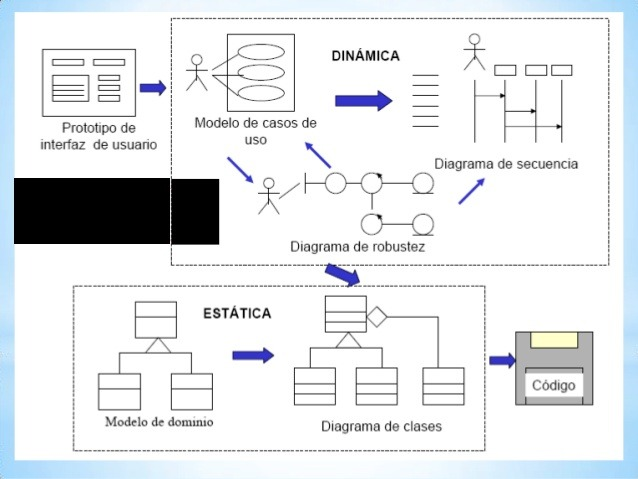 DINÁMICA
Prototipo de
interfaz de usuario
Modelo de casos de
uso
Diagrama de secuencia
Diagrama de robustez
ESTÁTICA
Modelo de dominio
Diagrama de clases
Código